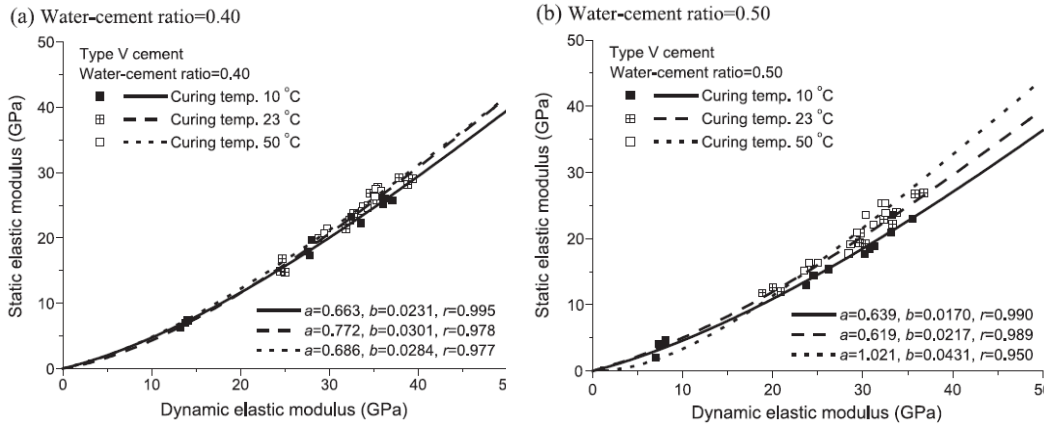 (a) Water-cement ratio=0.40
50
40
30
20
10
0
Static elastic modulus (GPa)
Type V cement
Water-cement ratio=0.40
Curing temp. 10 °C
Curing temp. 23 °C
Curing temp. 50 °C
a=0.663, b=0.0231, r=0.995
a=0.772, b=0.0301, r=0.978
a=0.686, b=0.0284, r=0.977
0 10 20 30 40 50
Dynamic elastic modulus (GPa)
(b) Water-cement ratio=0.50
50
40
30
20
10
0
Static elastic modulus (GPa)
Type V cement
Water-cement ratio=0.50
Curing temp. 10 °C
Curing temp. 23 °C
Curing temp. 50 °C
a=0.639, b=0.0170, r=0.990
a=0.619, b=0.0217, r=0.989
a=1.021, b=0.0431, r=0.950
0 10 20 30 40 50
Dynamic elastic modulus (GPa)